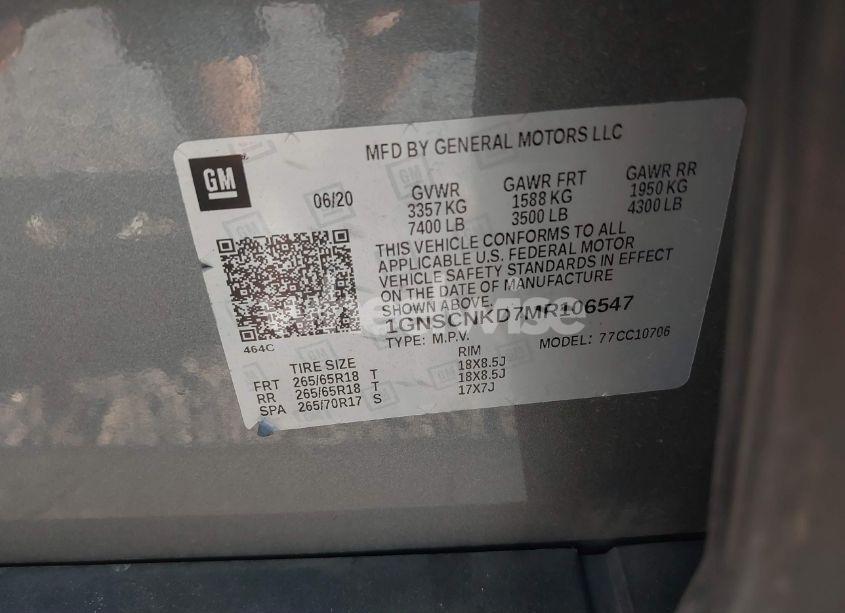 MFD BY GENERAL MOTORS LLC
GM
06/20
GVWR
3357 KG
7400 LB
GAWR FRT
1588 KG
3500 LB
GAWR RR
1950 KG
4300 LB
THIS VEHICLE CONFORMS TO ALL
APPLICABLE U.S. FEDERAL MOTOR
VEHICLE SAFETY STANDARDS IN EFFECT
ON THE DATE OF MANUFACTURE
SHOWN ABOVE.
1GNSCNKD7MR106547
TYPE: M.P.V.
MODEL: 77CC10706
464C
TIRE SIZE
RIM
FRT 265/65R18 T 18X8.5J
RR 265/65R18 T 18X8.5J
SPA 265/70R17 S 17X7J